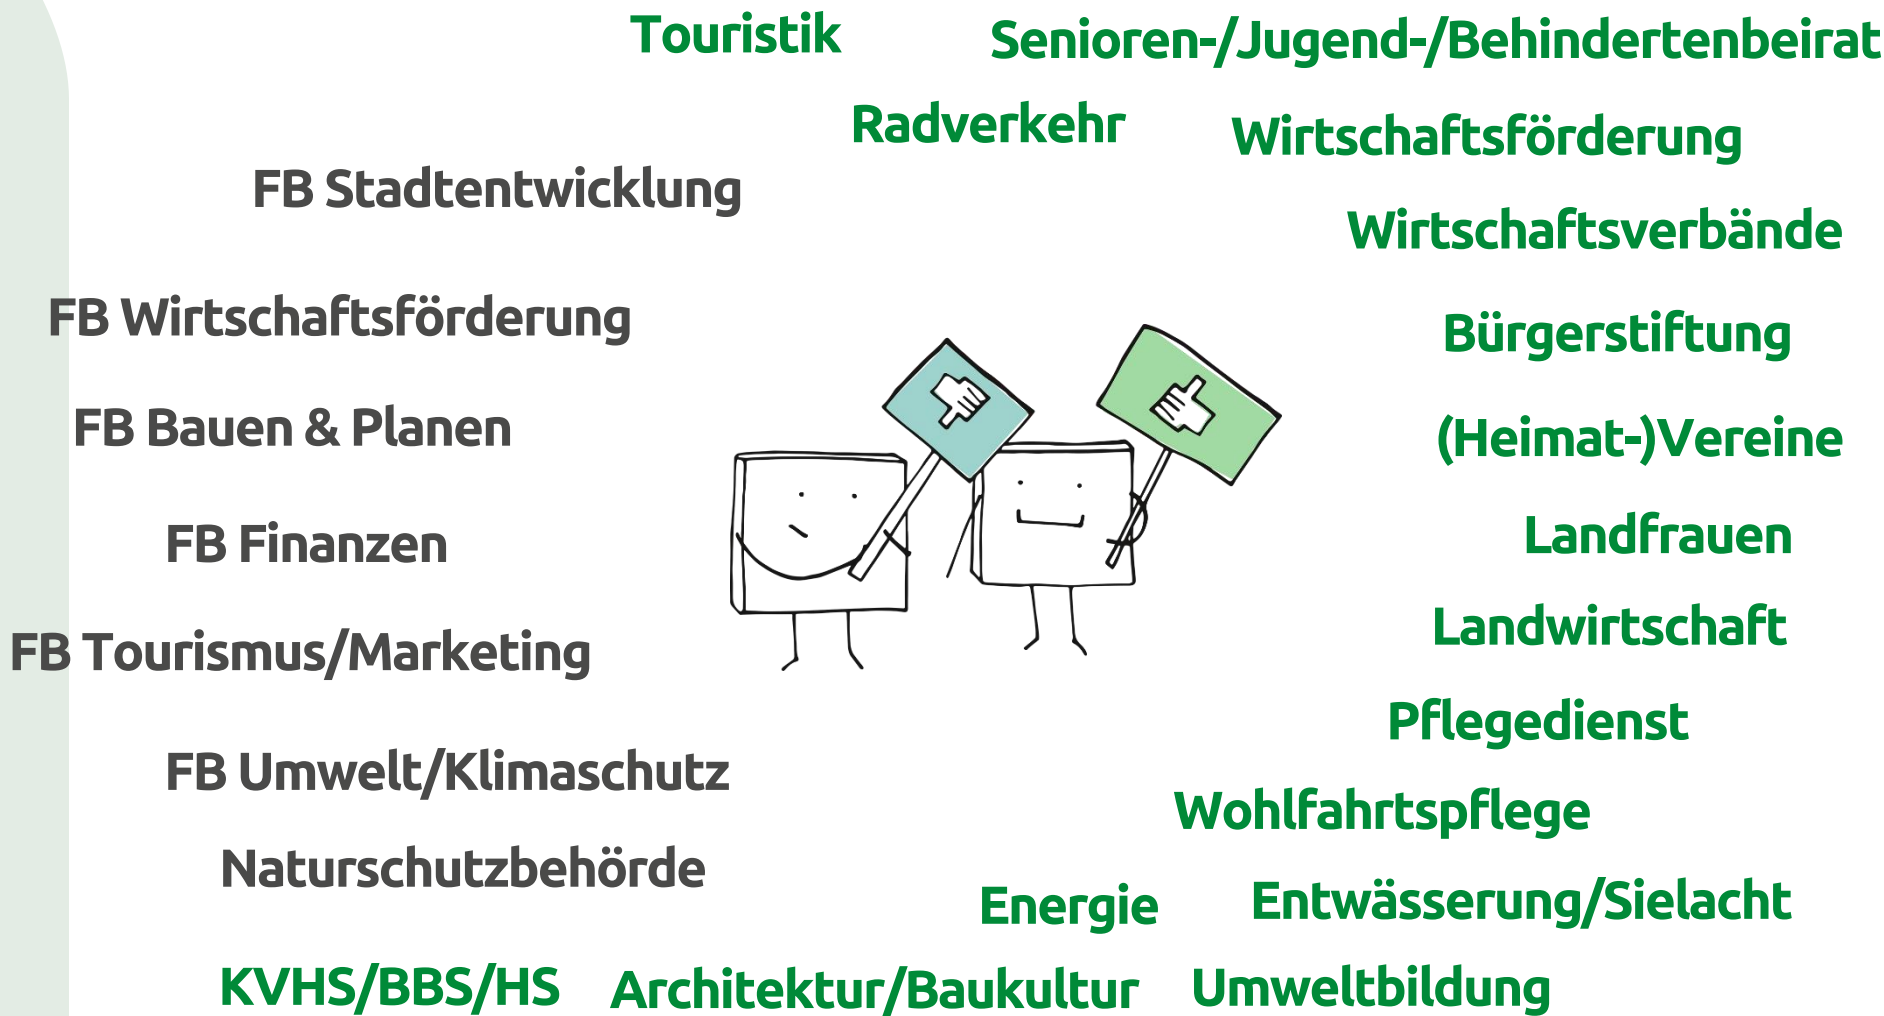 Touristik
Senioren-/Jugend-/Behindertenbeirat
Radverkehr
Wirtschaftsförderung
FB Stadtentwicklung
Wirtschaftsverbände
FB Wirtschaftsförderung
Bürgerstiftung
FB Bauen & Planen
(Heimat-)Vereine
FB Finanzen
Landfrauen
FB Tourismus/Marketing
Landwirtschaft
Pflegedienst
FB Umwelt/Klimaschutz
Wohlfahrtspflege
Naturschutzbehörde
Energie
Entwässerung/Sielacht
KVHS/BBS/HS
Architektur/Baukultur
Umweltbildung